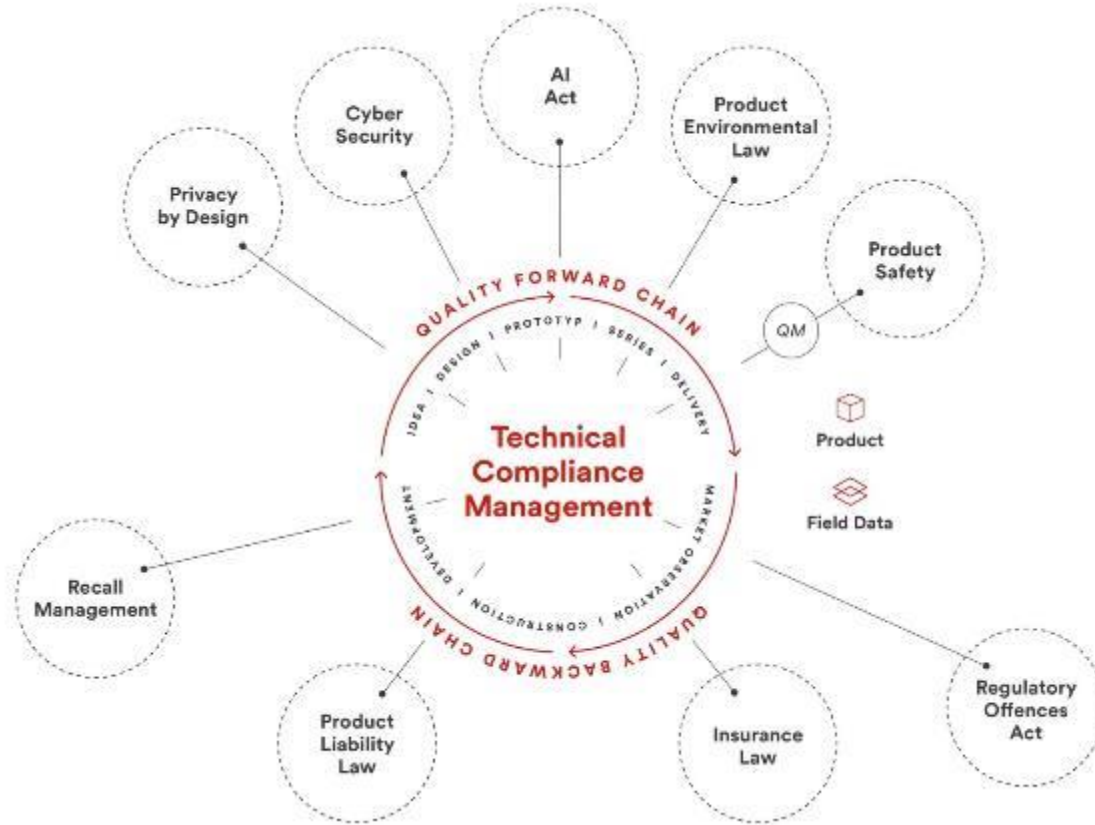 AI
Act
Cyber
Security
Product
Environmental
Law
Privacy
by Design
Product
Safety
QM
QUALITY FORWARD CHAIN
IDEA | DESIGN | PROTOTYP | SERIES | DELIVERY
Technical
Compliance
Management
Product
Field Data
MARKET OBSERVATION | CONSTRUCTION | DEVELOPMENT
QUALITY BACKWARD CHAIN
Recall
Management
Product
Liability
Law
Insurance
Law
Regulatory
Offences
Act